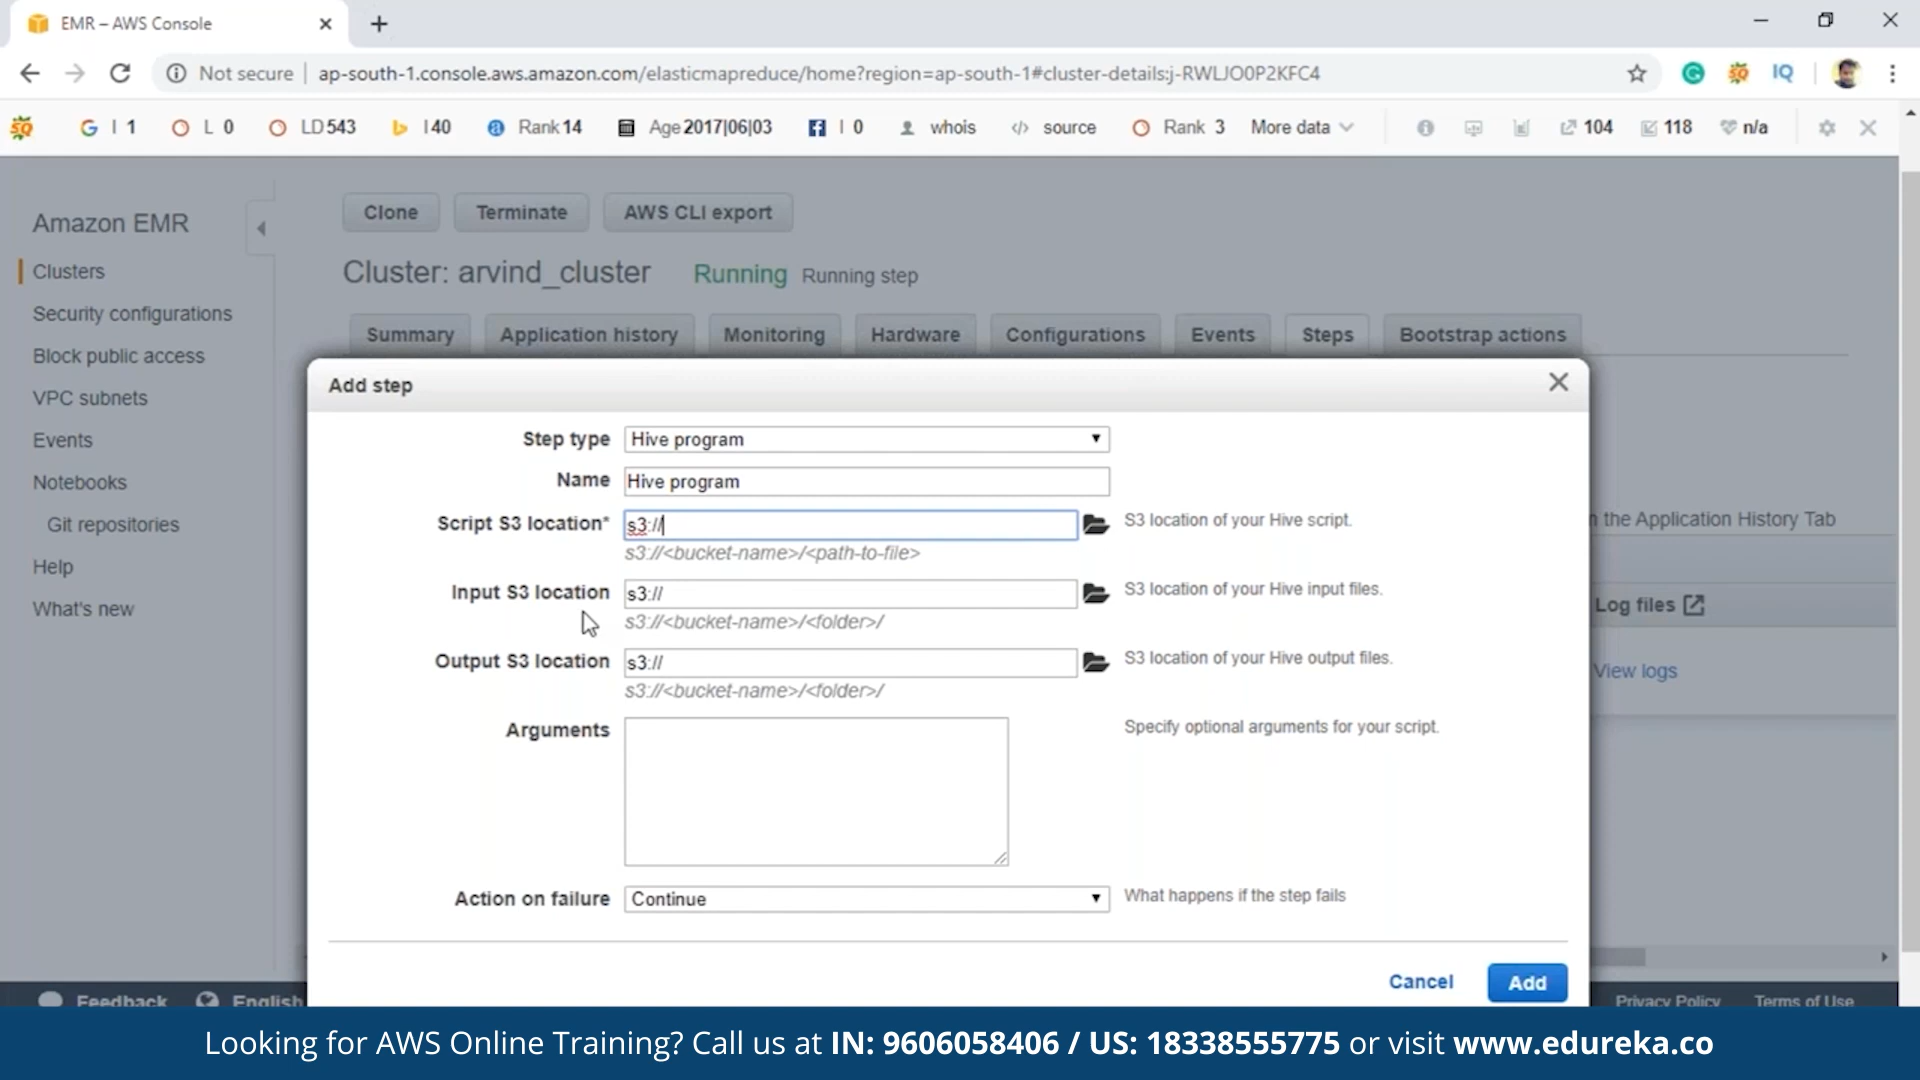 EMR – AWS Console
Not secure | ap-south-1.console.aws.amazon.com/elasticmapreduce/home?region=ap-south-1#cluster-details:j-RWLJO0P2KFC4 IQ
SQ G I 1 L 0 LD 543 I 40 Rank 14 Age 2017|06|03 I 0 whois source Rank 3 More data 104 118 n/a
Clone Terminate AWS CLI export
Amazon EMR
Clusters
Security configurations
Block public access
VPC subnets
Events
Notebooks
Git repositories
Help
What's new
Cluster: arvind_cluster Running Running step
Summary Application history Monitoring Hardware Configurations Events Steps Bootstrap actions
Add step
Step type Hive program
Name Hive program
Script S3 location* s3:// S3 location of your Hive script.
s3://<bucket-name>/<path-to-file>
Input S3 location s3:// S3 location of your Hive input files.
s3://<bucket-name>/<folder>/
Output S3 location s3:// S3 location of your Hive output files.
s3://<bucket-name>/<folder>/
Arguments Specify optional arguments for your script.
Action on failure Continue What happens if the step fails
Cancel Add
the Application History Tab
Log files
View logs
Feedback English Privacy Policy Terms of Use
Looking for AWS Online Training? Call us at IN: 9606058406 / US: 18338555775 or visit www.edureka.co